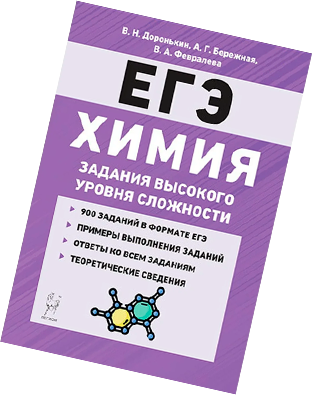 В. Н. Доронькин, А. Г. Бережная,
В. А. Февралева
ЕГЭ
ХИМИЯ
ЗАДАНИЯ ВЫСОКОГО
УРОВНЯ СЛОЖНОСТИ
900 ЗАДАНИЙ В ФОРМАТЕ ЕГЭ
ПРИМЕРЫ ВЫПОЛНЕНИЯ ЗАДАНИЙ
ОТВЕТЫ КО ВСЕМ ЗАДАНИЯМ
ТЕОРЕТИЧЕСКИЕ СВЕДЕНИЯ
ЛЕГИОН